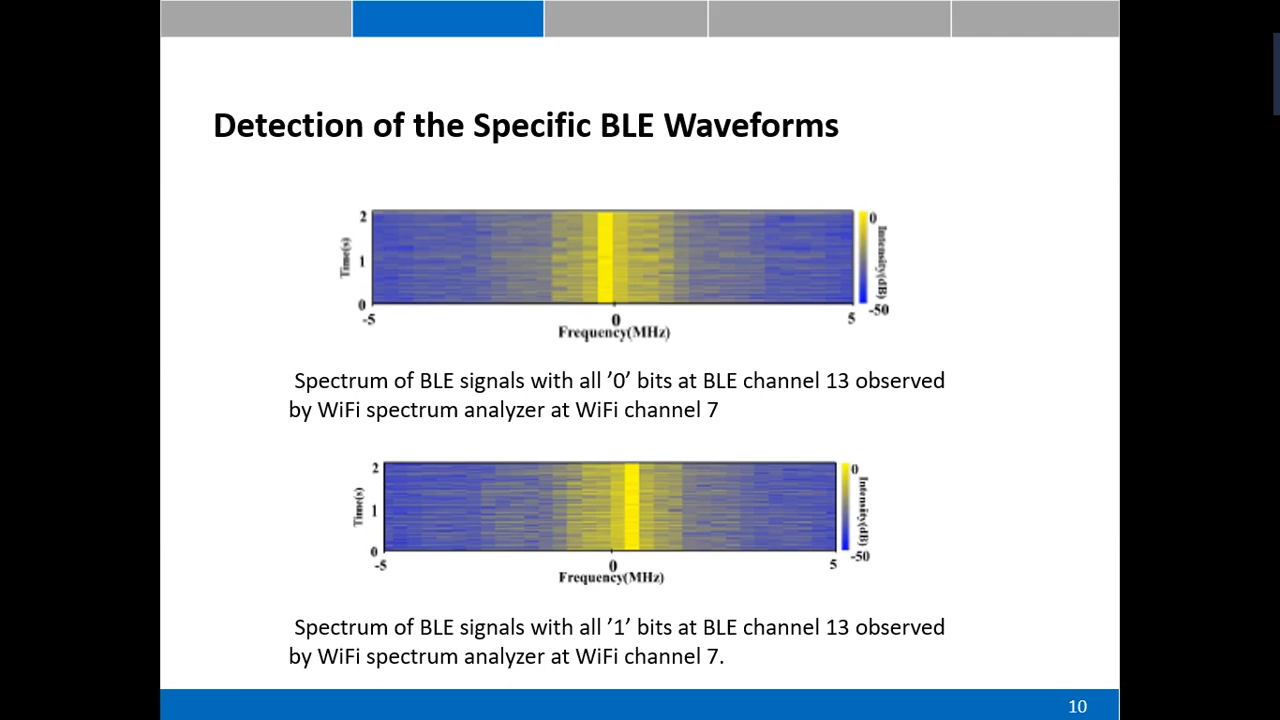 Detection of the Specific BLE Waveforms
2
1
0
Time(s)
-5
0
5
Frequency(MHz)
0
-50
Intensity(dB)
Spectrum of BLE signals with all ’0’ bits at BLE channel 13 observed
by WiFi spectrum analyzer at WiFi channel 7
2
1
0
Time(s)
-5
0
5
Frequency(MHz)
0
-50
Intensity(dB)
Spectrum of BLE signals with all ’1’ bits at BLE channel 13 observed
by WiFi spectrum analyzer at WiFi channel 7.
10